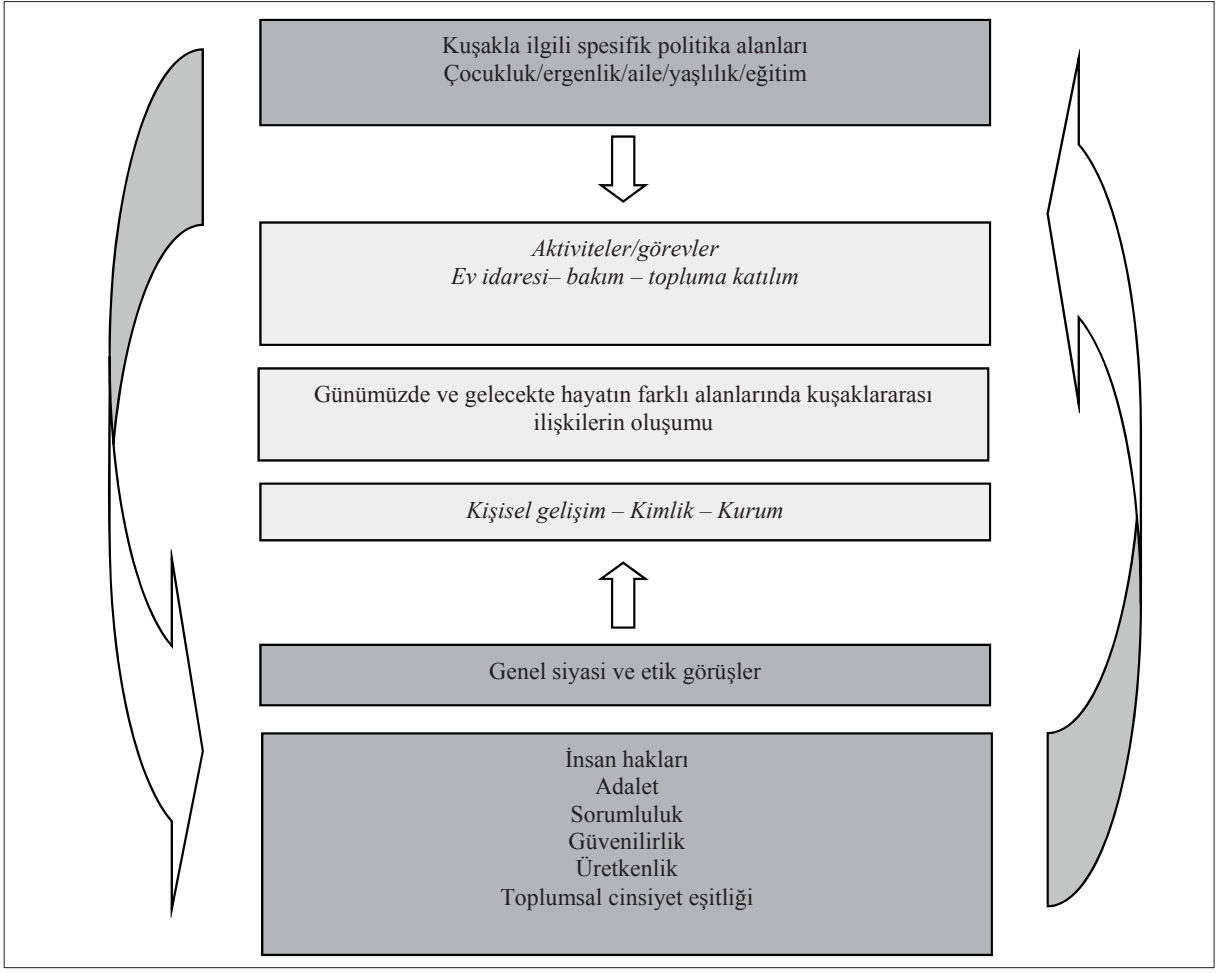 Kuşakla ilgili spesifik politika alanları
Çocukluk/ergenlik/aile/yaşlılık/eğitim
Aktiviteler/görevler
Ev idaresi– bakım – topluma katılım
Günümüzde ve gelecekte hayatın farklı alanlarında kuşaklararası
ilişkilerin oluşumu
Kişisel gelişim – Kimlik – Kurum
Genel siyasi ve etik görüşler
İnsan hakları
Adalet
Sorumluluk
Güvenilirlik
Üretkenlik
Toplumsal cinsiyet eşitliği